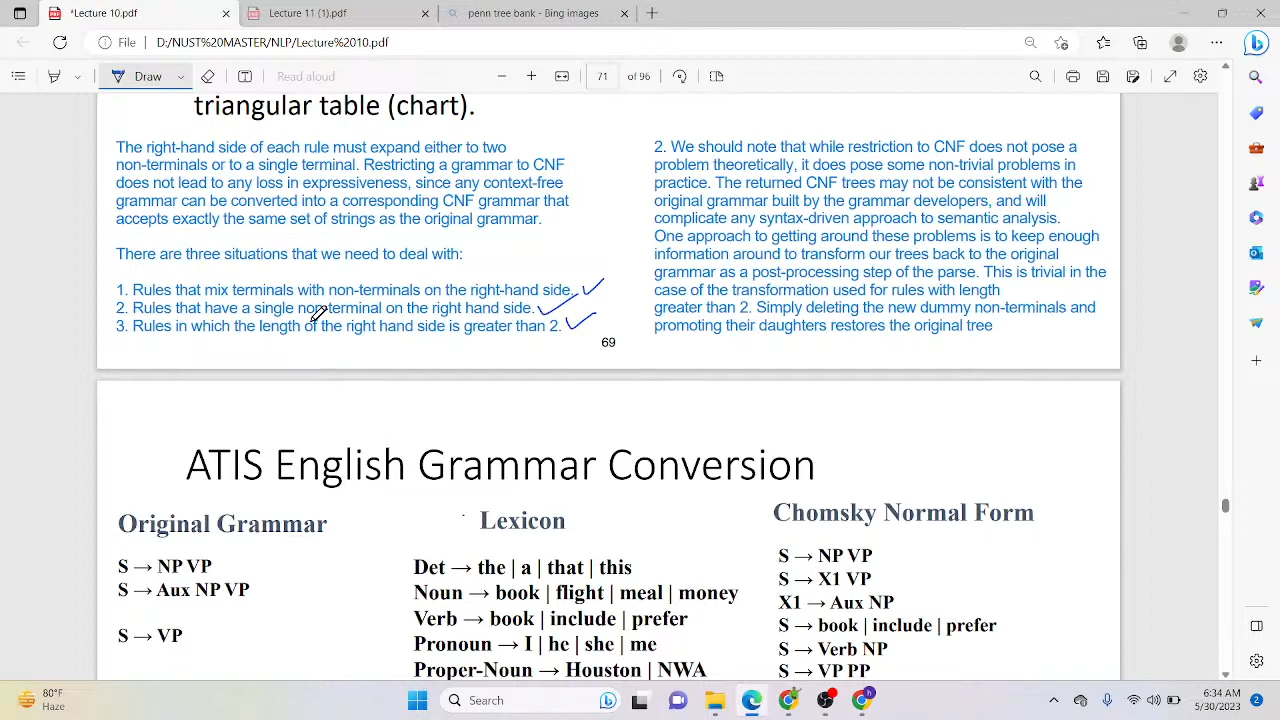 *Lecture 10.pdf
Lecture 11 (1).pdf
penn tree bank - Bing images
File
D:/NUST%20MASTER/NLP/Lecture%2010.pdf
Draw
Read aloud
71 of 96
triangular table (chart).
The right-hand side of each rule must expand either to two
non-terminals or to a single terminal. Restricting a grammar to CNF
does not lead to any loss in expressiveness, since any context-free
grammar can be converted into a corresponding CNF grammar that
accepts exactly the same set of strings as the original grammar.
There are three situations that we need to deal with:
1. Rules that mix terminals with non-terminals on the right-hand side.
2. Rules that have a single non-terminal on the right hand side.
3. Rules in which the length of the right hand side is greater than 2.
2. We should note that while restriction to CNF does not pose a
problem theoretically, it does pose some non-trivial problems in
practice. The returned CNF trees may not be consistent with the
original grammar built by the grammar developers, and will
complicate any syntax-driven approach to semantic analysis.
One approach to getting around these problems is to keep enough
information around to transform our trees back to the original
grammar as a post-processing step of the parse. This is trivial in the
case of the transformation used for rules with length
greater than 2. Simply deleting the new dummy non-terminals and
promoting their daughters restores the original tree
69
ATIS English Grammar Conversion
Original Grammar
S → NP VP
S → Aux NP VP
S → VP
Lexicon
Det → the | a | that | this
Noun → book | flight | meal | money
Verb → book | include | prefer
Pronoun → I | he | she | me
Proper-Noun → Houston | NWA
Chomsky Normal Form
S → NP VP
S → X1 VP
X1 → Aux NP
S → book | include | prefer
S → Verb NP
S → VP PP
80°F
Haze
Search
6:34 AM
5/30/2023
2